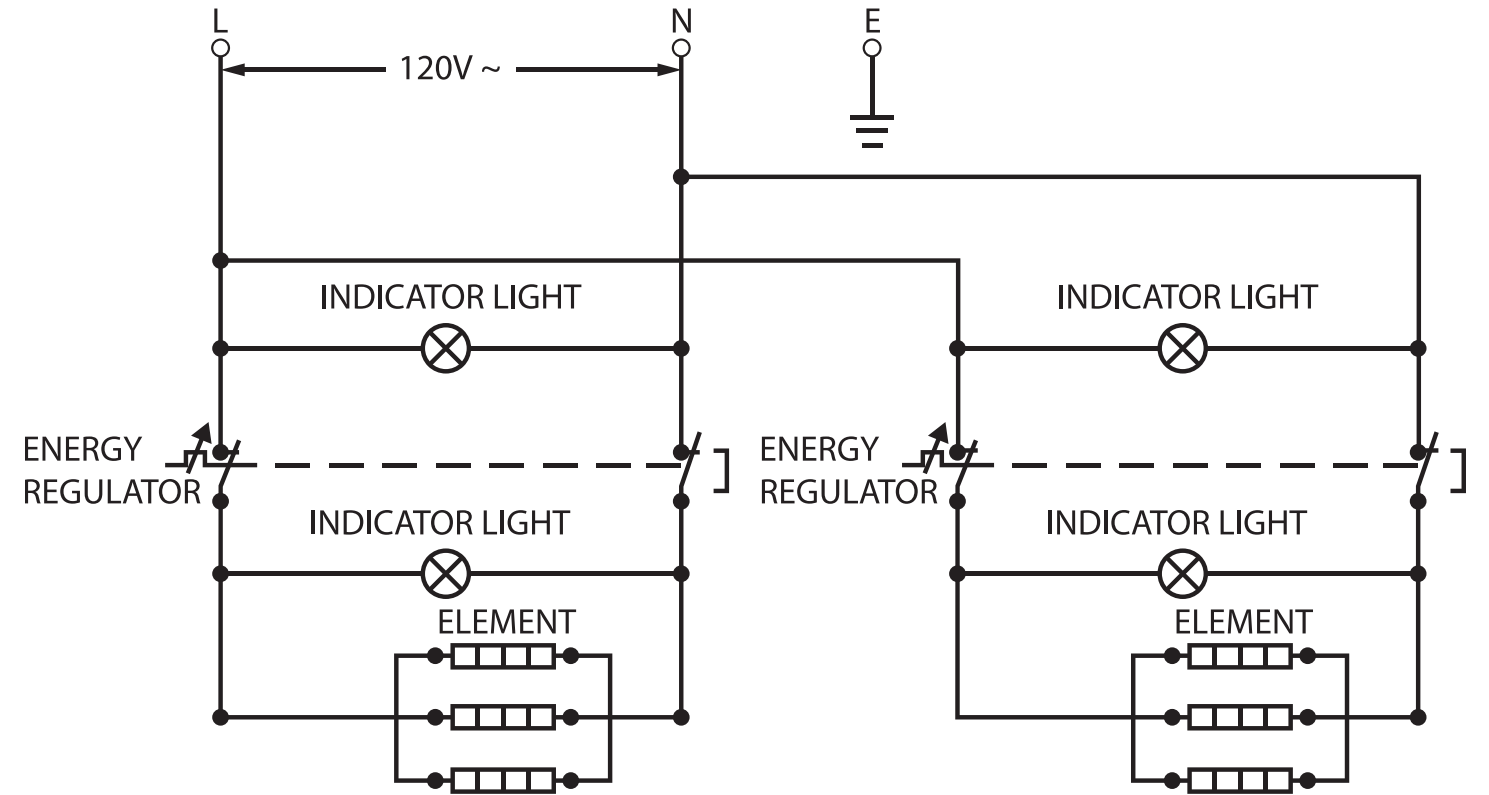 L N E
120V ~
INDICATOR LIGHT INDICATOR LIGHT
ENERGY ENERGY
REGULATOR REGULATOR
INDICATOR LIGHT INDICATOR LIGHT
ELEMENT ELEMENT